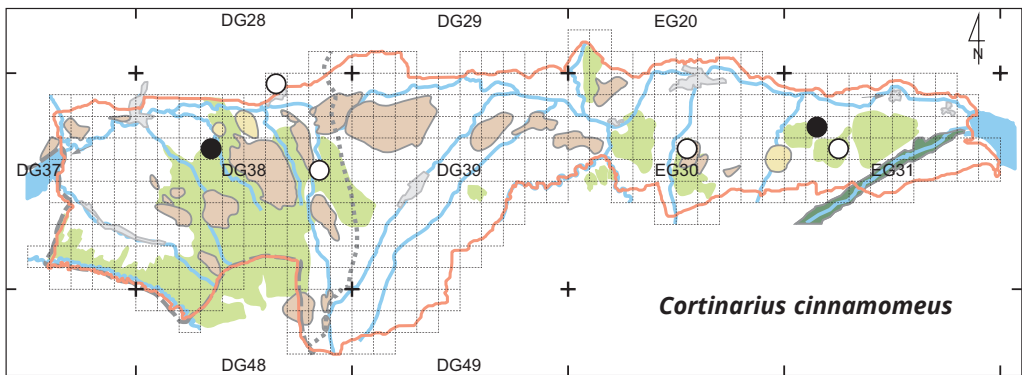 DG28 DG29 EG20
N
DG37 DG38 DG39 EG30 EG31
Cortinarius cinnamomeus
DG48 DG49